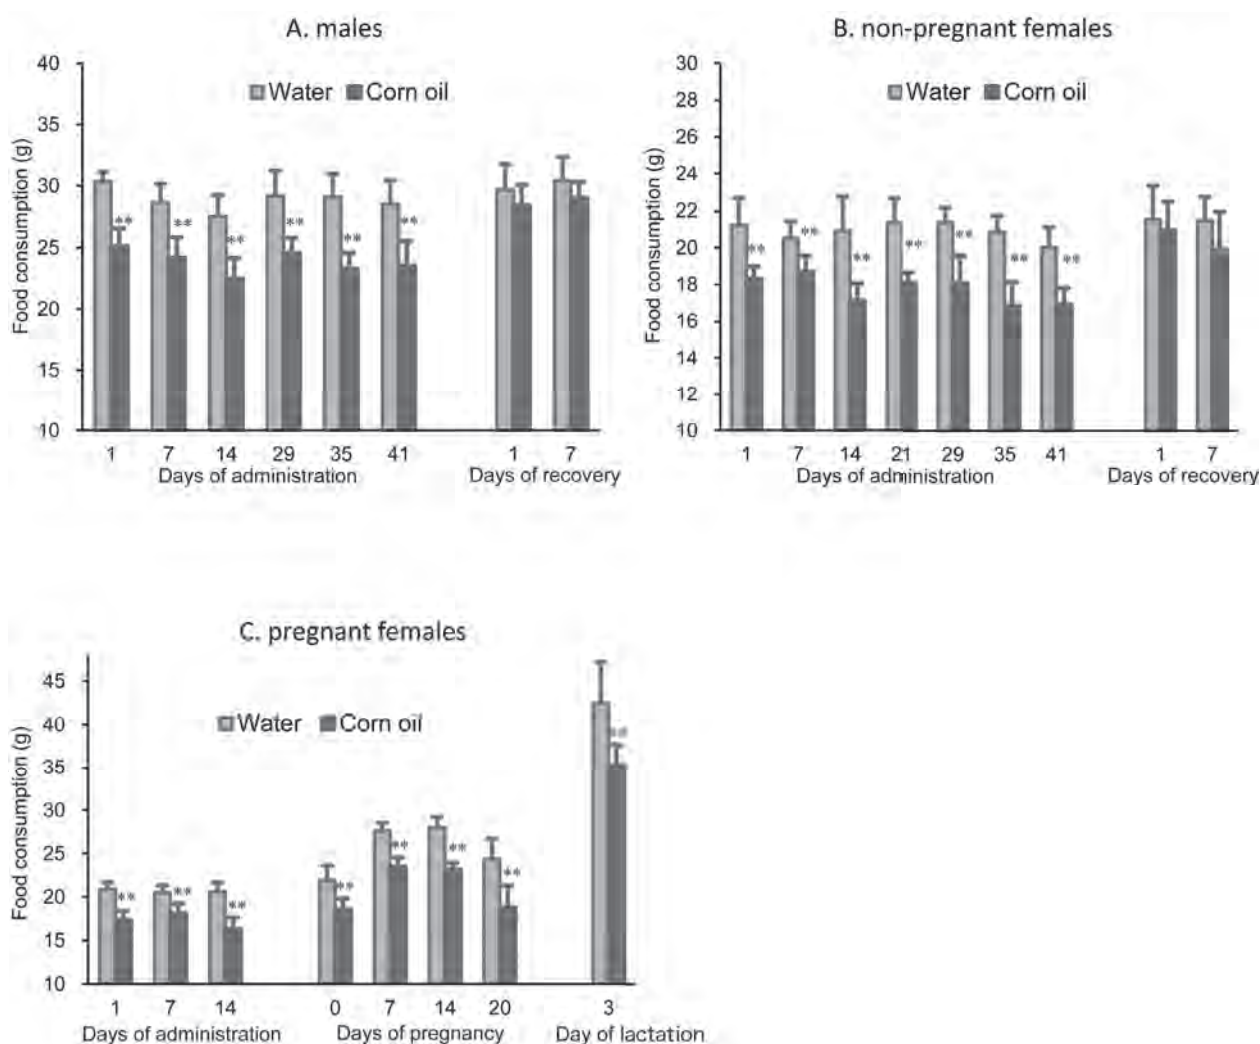 A. males
Water Corn oil
Food consumption (g)
40
35
30
25
20
15
10
** ** ** ** ** **
1 7 14 29 35 41 1 7
Days of administration Days of recovery
B. non-pregnant females
Water Corn oil
Food consumption (g)
30
28
26
24
22
20
18
16
14
12
10
** ** ** ** ** ** **
1 7 14 21 29 35 41 1 7
Days of administration Days of recovery
C. pregnant females
Water Corn oil
Food consumption (g)
45
40
35
30
25
20
15
10
** ** ** ** ** ** ** **
1 7 14 0 7 14 20 3
Days of administration Days of pregnancy Day of lactation